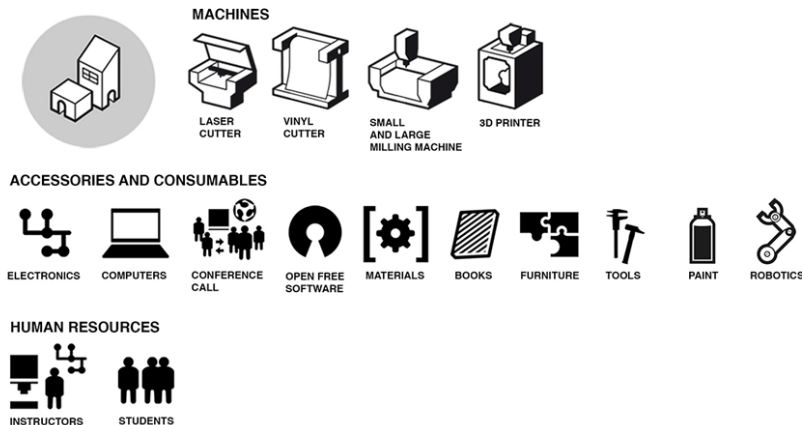 MACHINES
LASER
CUTTER
VINYL
CUTTER
SMALL
AND LARGE
MILLING MACHINE
3D PRINTER
ACCESSORIES AND CONSUMABLES
ELECTRONICS
COMPUTERS
CONFERENCE
CALL
OPEN FREE
SOFTWARE
MATERIALS
BOOKS
FURNITURE
TOOLS
PAINT
ROBOTICS
HUMAN RESOURCES
INSTRUCTORS
STUDENTS